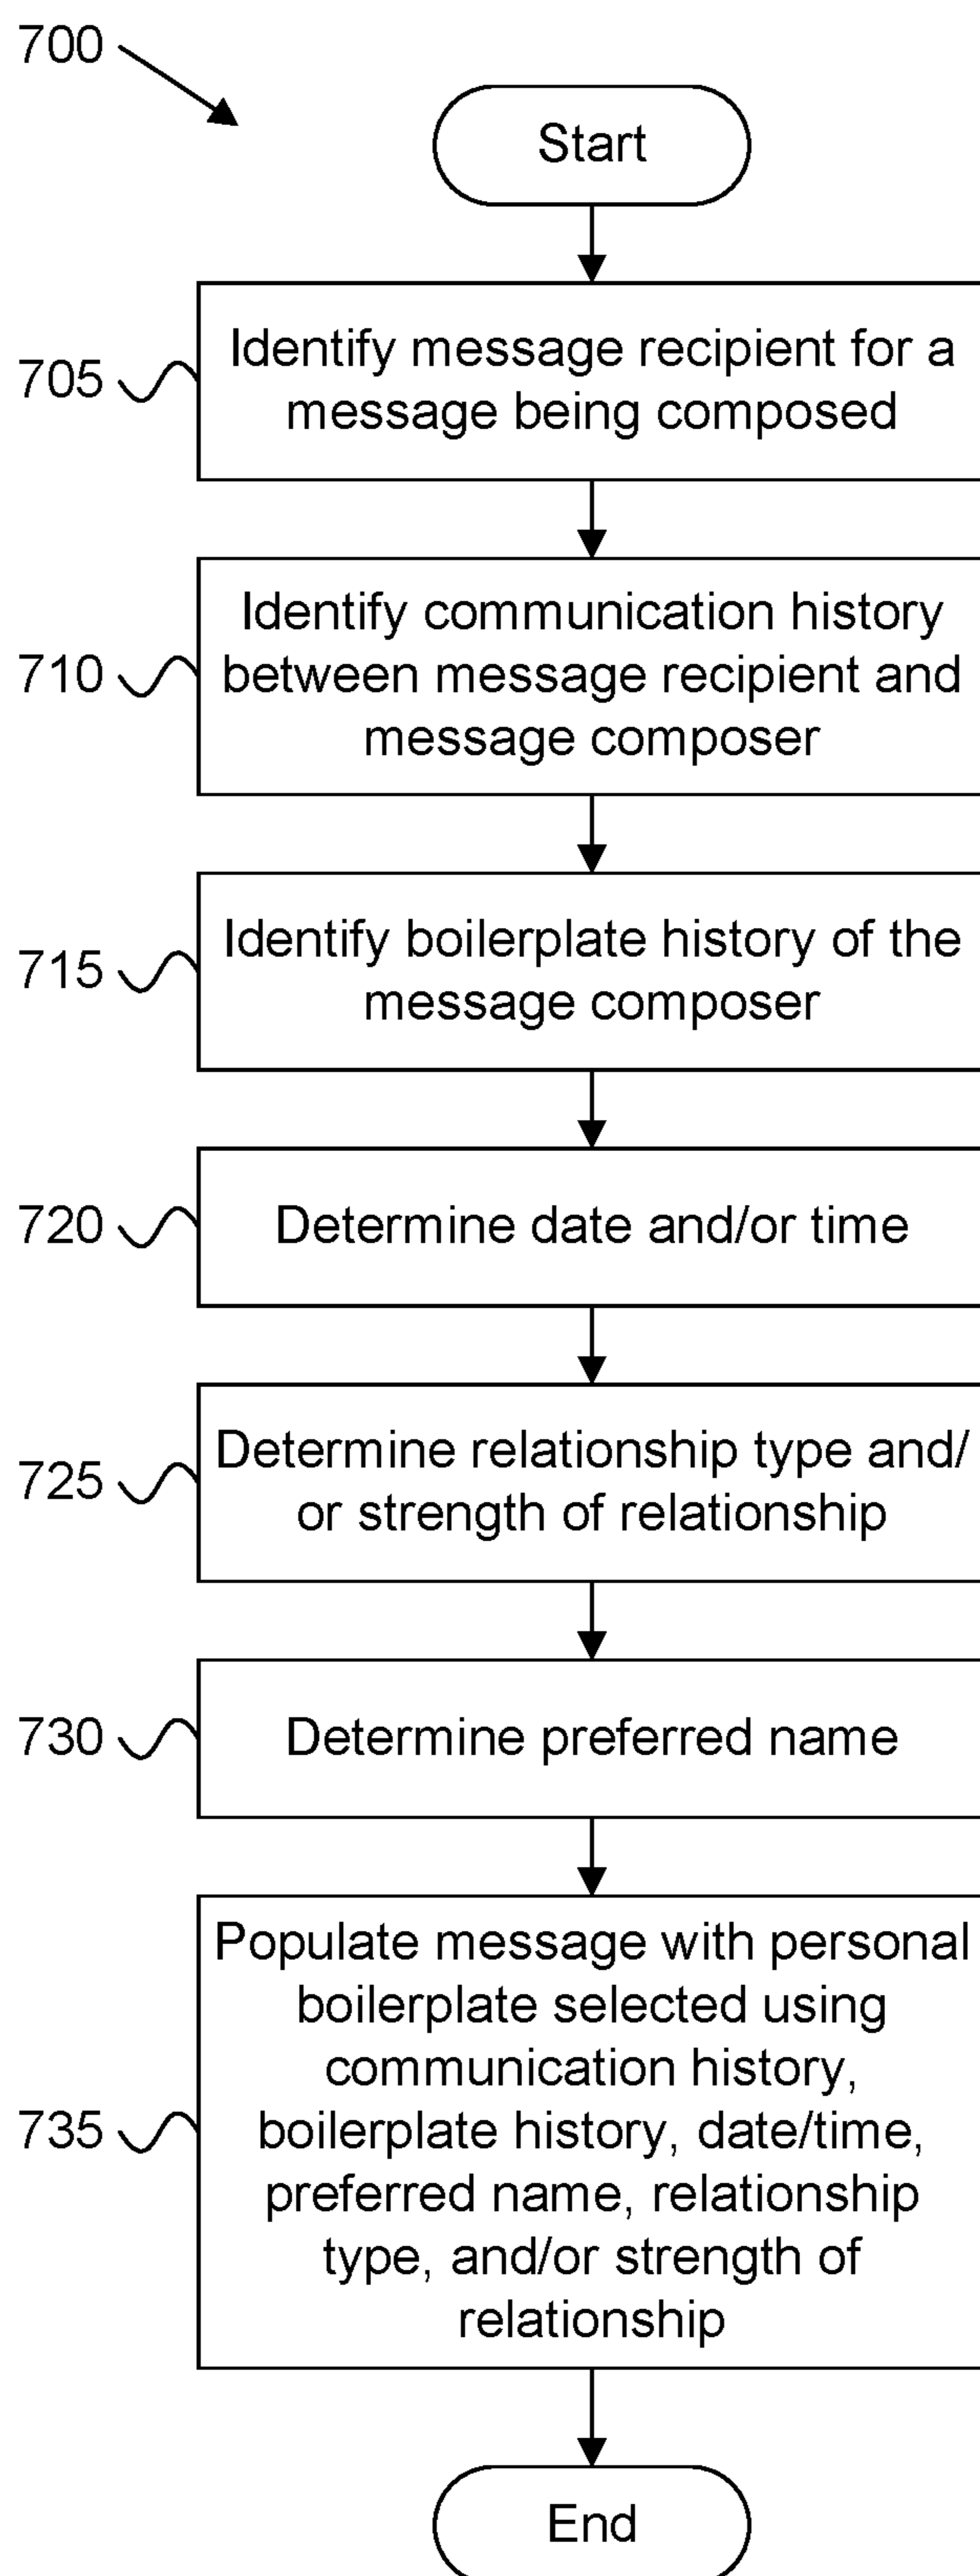 700
Start
705
Identify message recipient for a
message being composed
710
Identify communication history
between message recipient and
message composer
715
Identify boilerplate history of the
message composer
720
Determine date and/or time
725
Determine relationship type and/
or strength of relationship
730
Determine preferred name
735
Populate message with personal
boilerplate selected using
communication history,
boilerplate history, date/time,
preferred name, relationship
type, and/or strength of
relationship
End